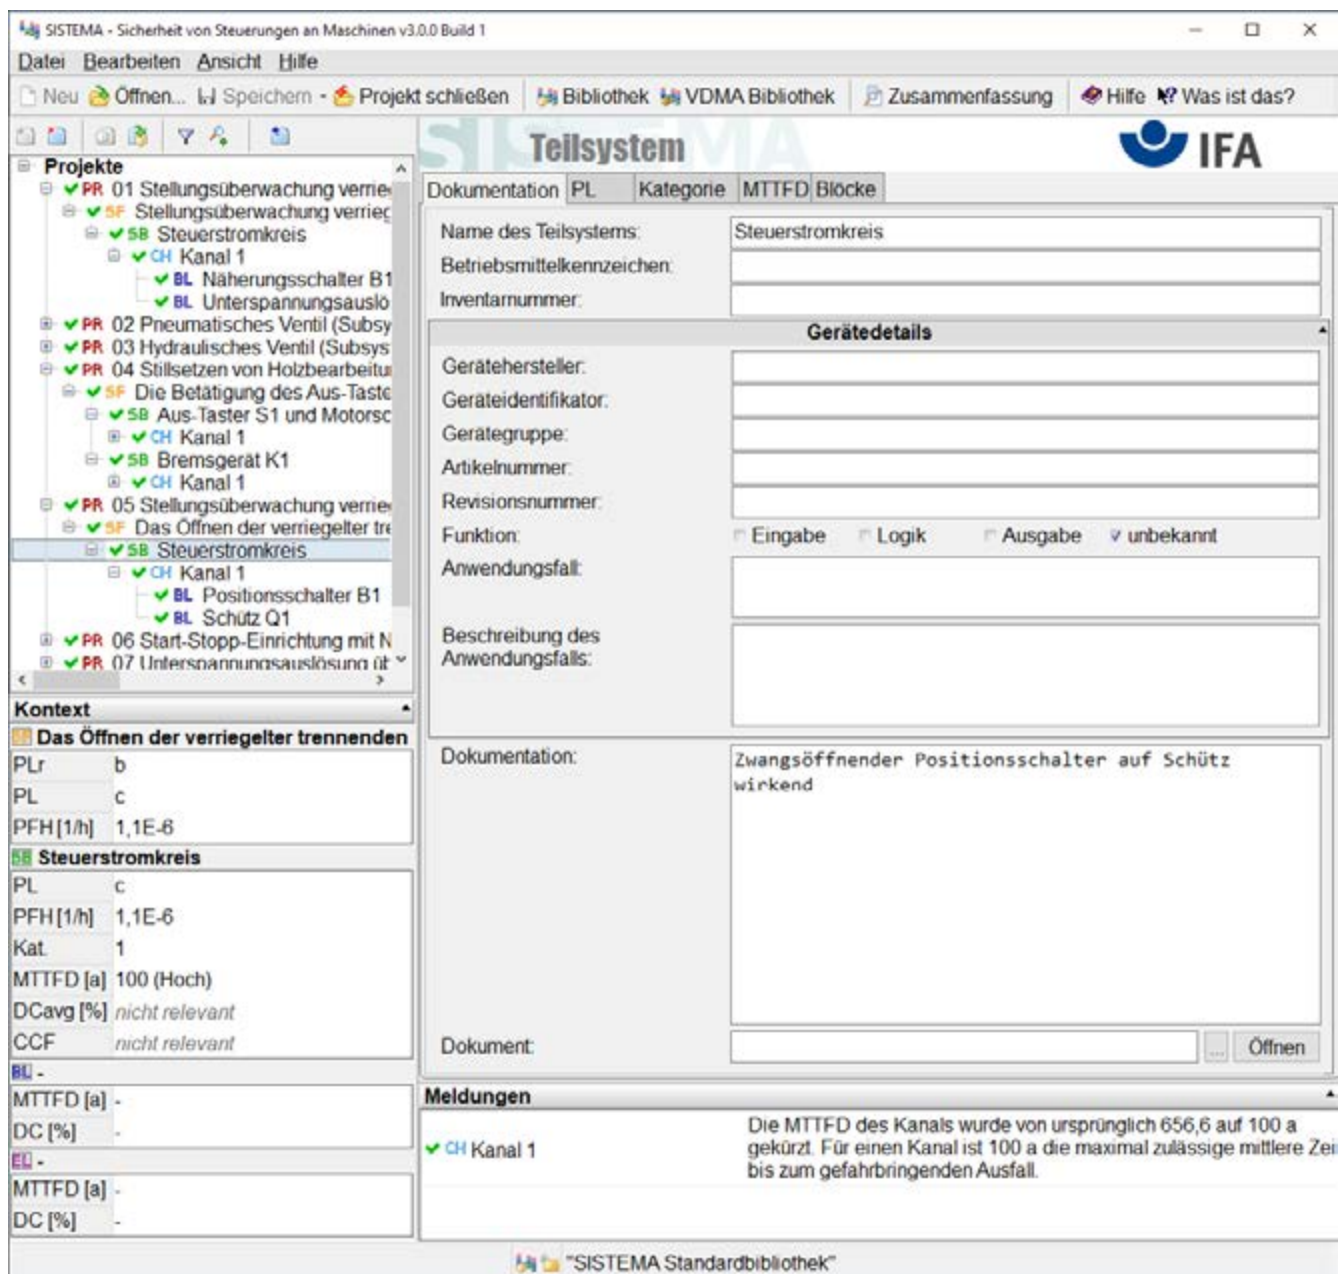 SISTEMA - Sicherheit von Steuerungen an Maschinen v3.0.0 Build 1
Datei Bearbeiten Ansicht Hilfe
Neu Öffnen... Speichern Projekt schließen Bibliothek VDMA Bibliothek Zusammenfassung Hilfe Was ist das?
Projekte
PR 01 Stellungsüberwachung verrie
SF Stellungsüberwachung verrieg
SB Steuerstromkreis
CH Kanal 1
BL Näherungsschalter B1
BL Unterspannungsauslö
PR 02 Pneumatisches Ventil (Subsy
PR 03 Hydraulisches Ventil (Subsys
PR 04 Stillsetzen von Holzbearbeitu
SF Die Betätigung des Aus-Taste
SB Aus-Taster S1 und Motorsc
CH Kanal 1
SB Bremsgerät K1
CH Kanal 1
PR 05 Stellungsüberwachung verrie
SF Das Öffnen der verriegelter tre
SB Steuerstromkreis
CH Kanal 1
BL Positionsschalter B1
BL Schütz Q1
PR 06 Start-Stopp-Einrichtung mit N
PR 07 Unterspannungsauslösung üb
Kontext
SF Das Öffnen der verriegelter trennenden
PLr b
PL c
PFH [1/h] 1,1E-6
SB Steuerstromkreis
PL c
PFH [1/h] 1,1E-6
Kat. 1
MTTFD [a] 100 (Hoch)
DCavg [%] nicht relevant
CCF nicht relevant
BL -
MTTFD [a] -
DC [%] -
EL -
MTTFD [a] -
DC [%] -
SISTEMA
Teilsystem
IFA
Dokumentation PL Kategorie MTTFD Blöcke
Name des Teilsystems: Steuerstromkreis
Betriebsmittelkennzeichen:
Inventarnummer:
Gerätedetails
Gerätehersteller:
Geräteidentifikator:
Gerätegruppe:
Artikelnummer:
Revisionsnummer:
Funktion: Eingabe Logik Ausgabe unbekannt
Anwendungsfall:
Beschreibung des
Anwendungsfalls:
Dokumentation: Zwangsöffnender Positionsschalter auf Schütz
wirkend
Dokument: ... Öffnen
Meldungen
CH Kanal 1
Die MTTFD des Kanals wurde von ursprünglich 656,6 auf 100 a
gekürzt. Für einen Kanal ist 100 a die maximal zulässige mittlere Zei
bis zum gefahrbringenden Ausfall.
"SISTEMA Standardbibliothek"